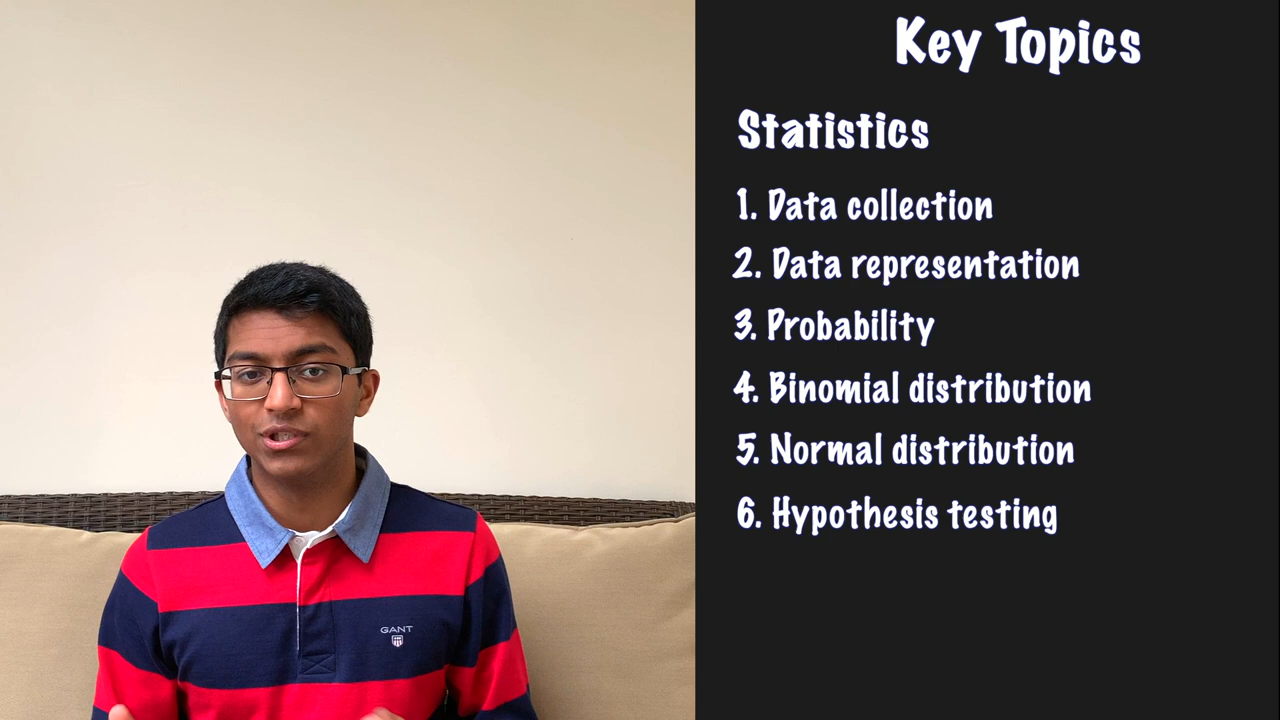 Key Topics
Statistics
1. Data collection
2. Data representation
3. Probability
4. Binomial distribution
5. Normal distribution
6. Hypothesis testing
GANT